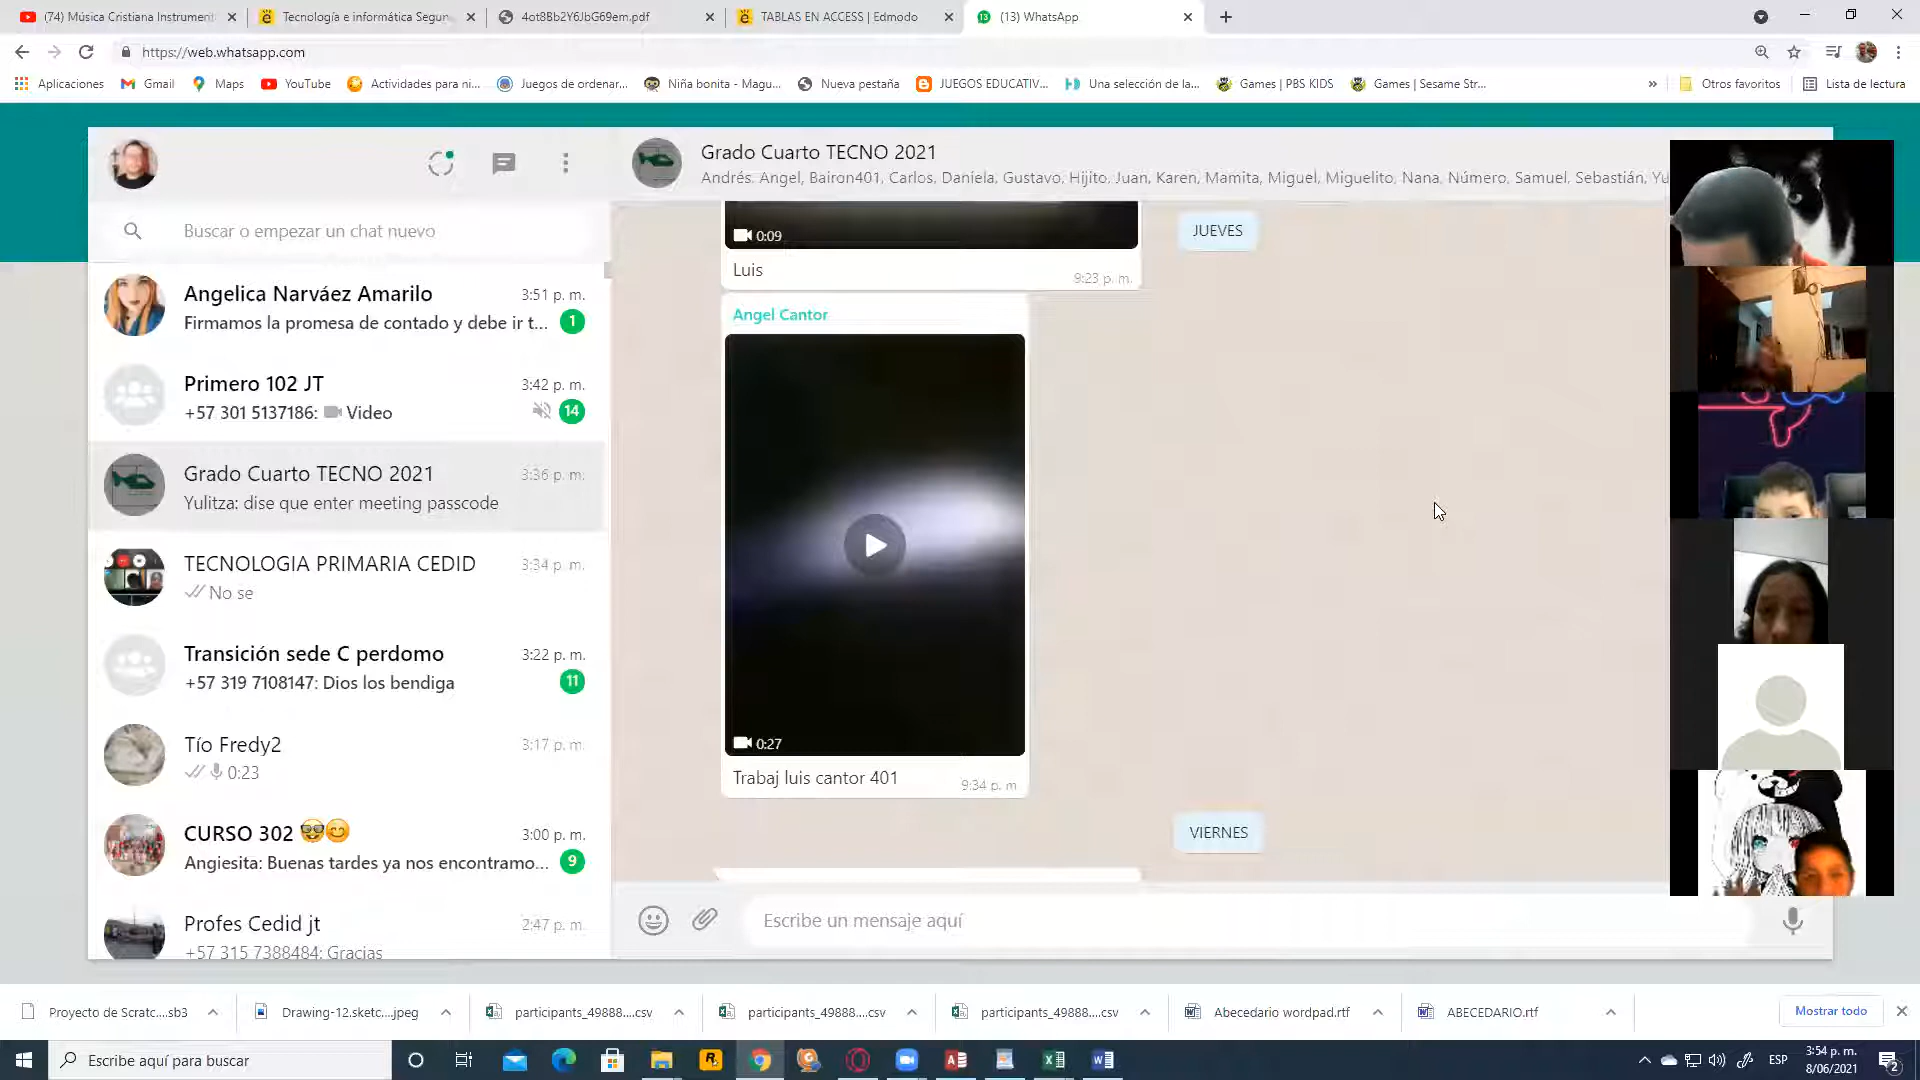 (74) Música Cristiana Instrument
Tecnología e informática Segun
4ot8Bb2Y6JbG69em.pdf
TABLAS EN ACCESS | Edmodo
(13) WhatsApp
https://web.whatsapp.com
Aplicaciones
Gmail
Maps
YouTube
Actividades para ni...
Juegos de ordenar...
Niña bonita - Magu...
Nueva pestaña
JUEGOS EDUCATIV...
Una selección de la...
Games | PBS KIDS
Games | Sesame Str...
»
Otros favoritos
Lista de lectura
Buscar o empezar un chat nuevo
Angelica Narváez Amarilo
3:51 p. m.
Firmamos la promesa de contado y debe ir t...
1
Primero 102 JT
3:42 p. m.
+57 301 5137186: Video
14
Grado Cuarto TECNO 2021
3:36 p. m.
Yulitza: dise que enter meeting passcode
TECNOLOGIA PRIMARIA CEDID
3:34 p. m.
No se
Transición sede C perdomo
3:22 p. m.
+57 319 7108147: Dios los bendiga
11
Tío Fredy2
3:17 p. m.
0:23
CURSO 302 🤓😊
3:00 p. m.
Angiesita: Buenas tardes ya nos encontramo...
9
Profes Cedid jt
2:47 p. m.
+57 315 7388484: Gracias
Grado Cuarto TECNO 2021
Andrés, Angel, Bairon401, Carlos, Daniela, Gustavo, Hijito, Juan, Karen, Mamita, Miguel, Miguelito, Nana, Número, Samuel, Sebastián, Yu
JUEVES
0:09
Luis
9:23 p. m.
Angel Cantor
0:27
Trabaj luis cantor 401
9:34 p. m
VIERNES
Escribe un mensaje aquí
Proyecto de Scratc....sb3
Drawing-12.sketc....jpeg
participants_49888....csv
participants_49888....csv
participants_49888....csv
Abecedario wordpad.rtf
ABECEDARIO.rtf
Mostrar todo
Escribe aquí para buscar
ESP
3:54 p. m.
8/06/2021
2